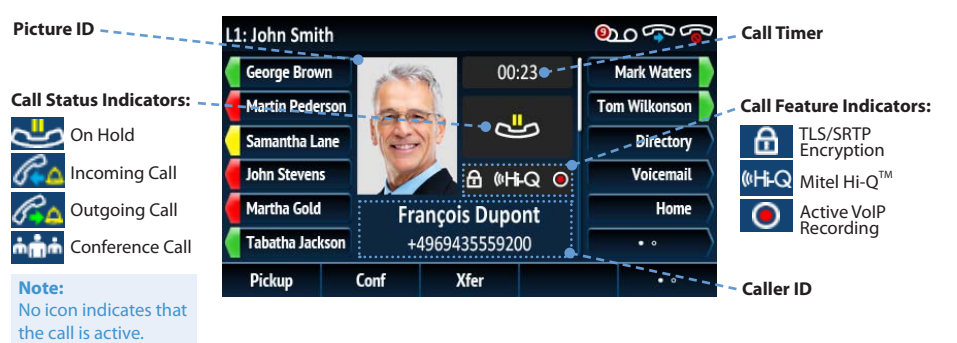 Picture ID
Call Status Indicators:
On Hold
Incoming Call
Outgoing Call
Conference Call
Note:
No icon indicates that
the call is active.
L1: John Smith
9
George Brown
Martin Pederson
Samantha Lane
John Stevens
Martha Gold
Tabatha Jackson
00:23
Hi-Q
François Dupont
+4969435559200
Mark Waters
Tom Wilkonson
Directory
Voicemail
Home
Pickup
Conf
Xfer
Call Timer
Call Feature Indicators:
TLS/SRTP
Encryption
Hi-Q
Mitel Hi-Q™
Active VoIP
Recording
Caller ID